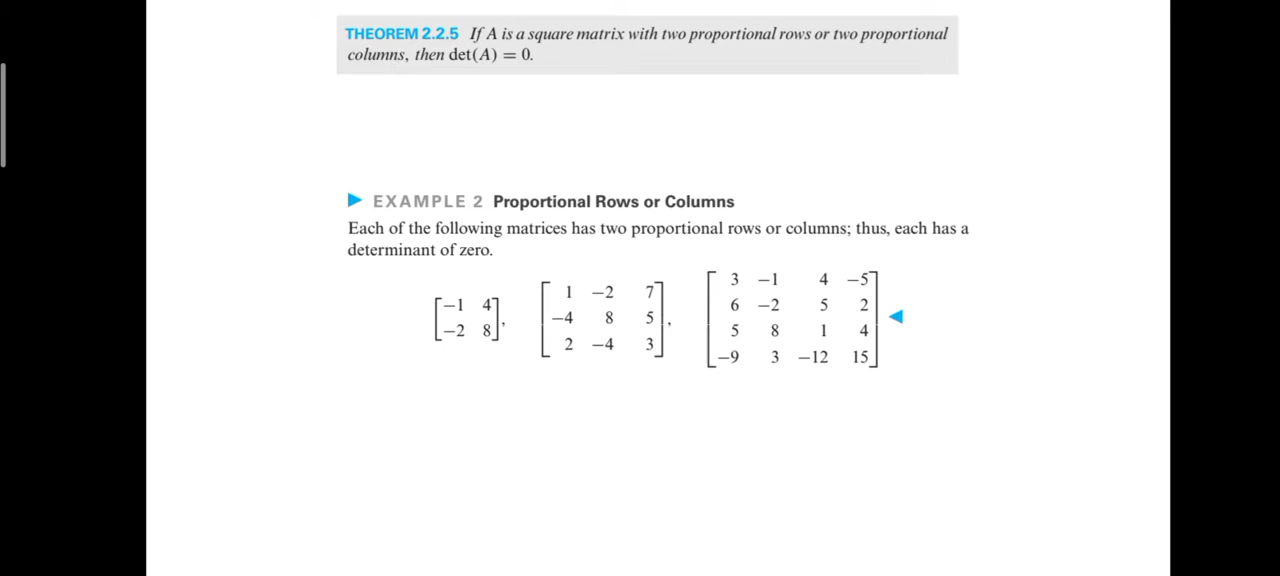 THEOREM 2.2.5 If A is a square matrix with two proportional rows or two proportional
columns, then det(A) = 0.
▶ EXAMPLE 2 Proportional Rows or Columns
Each of the following matrices has two proportional rows or columns; thus, each has a
determinant of zero.
[−1 4
−2 8],
[1 −2 7
−4 8 5
2 −4 3],
[3 −1 4 −5
6 −2 5 2
5 8 1 4
−9 3 −12 15] ◀